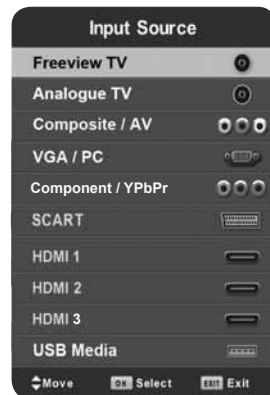 Input Source
Freeview TV
Analogue TV
Composite / AV
VGA / PC
Component / YPbPr
SCART
HDMI 1
HDMI 2
HDMI 3
USB Media
Move OK Select EXIT Exit